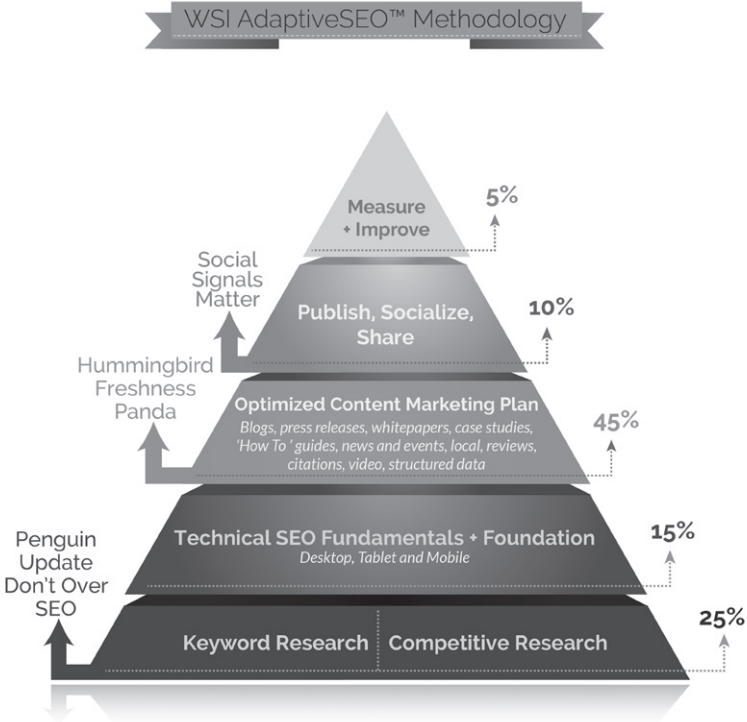 WSI AdaptiveSEO™ Methodology
Measure
+ Improve
5%
Social
Signals
Matter
Publish, Socialize,
Share
10%
Hummingbird
Freshness
Panda
Optimized Content Marketing Plan
Blogs, press releases, whitepapers, case studies,
'How To ' guides, news and events, local, reviews,
citations, video, structured data
45%
Technical SEO Fundamentals + Foundation
Desktop, Tablet and Mobile
15%
Penguin
Update
Don't Over
SEO
Keyword Research
Competitive Research
25%